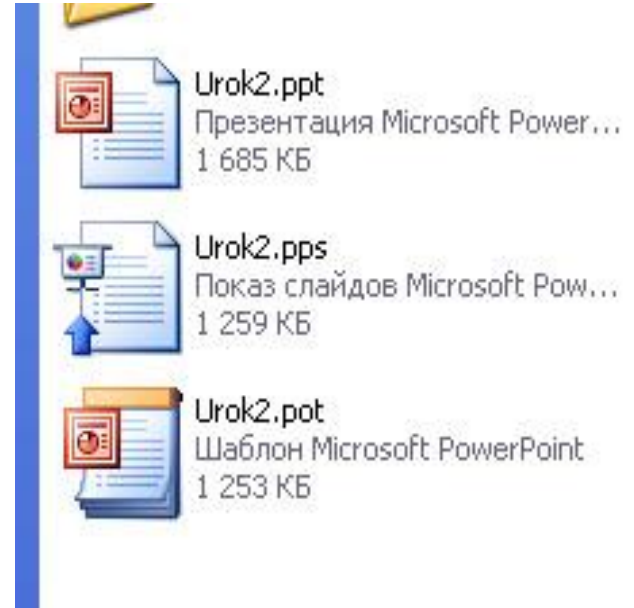 Urok2.ppt
Презентация Microsoft Power...
1 685 КБ
Urok2.pps
Показ слайдов Microsoft Pow...
1 259 КБ
Urok2.pot
Шаблон Microsoft PowerPoint
1 253 КБ